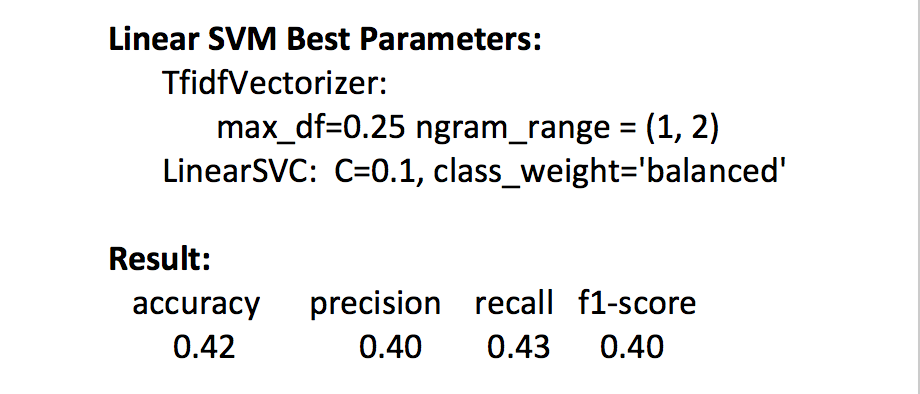 Linear SVM Best Parameters:
TfidfVectorizer:
max_df=0.25 ngram_range = (1, 2)
LinearSVC: C=0.1, class_weight='balanced'
Result:
accuracy precision recall f1-score
0.42 0.40 0.43 0.40